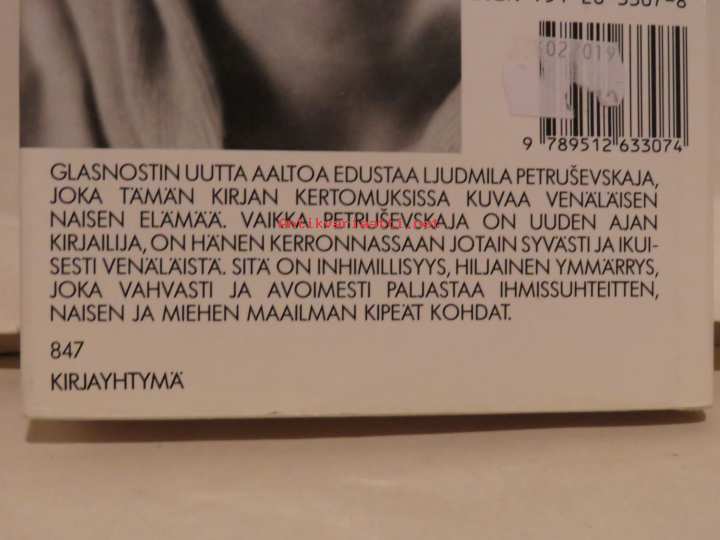 02 2019
9 789512 633074
GLASNOSTIN UUTTA AALTOA EDUSTAA LJUDMILA PETRUŠEVSKAJA,
JOKA TÄMÄN KIRJAN KERTOMUKSISSA KUVAA VENÄLÄISEN
NAISEN ELÄMÄÄ. VAIKKA PETRUŠEVSKAJA ON UUDEN AJAN
KIRJAILIJA, ON HÄNEN KERRONNASSAAN JOTAIN SYVÄSTI JA IKUI-
SESTI VENÄLÄISTÄ. SITÄ ON INHIMILLISYYS, HILJAINEN YMMÄRRYS,
JOKA VAHVASTI JA AVOIMESTI PALJASTAA IHMISSUHTEITTEN,
NAISEN JA MIEHEN MAAILMAN KIPEÄT KOHDAT.
847
KIRJAYHTYMÄ